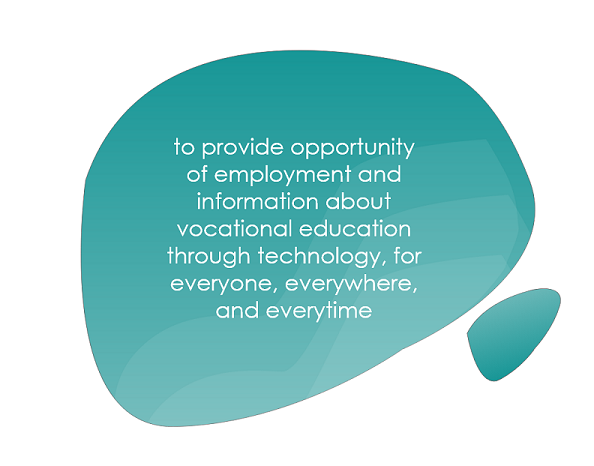 to provide opportunity
of employment and
information about
vocational education
through technology, for
everyone, everywhere,
and everytime